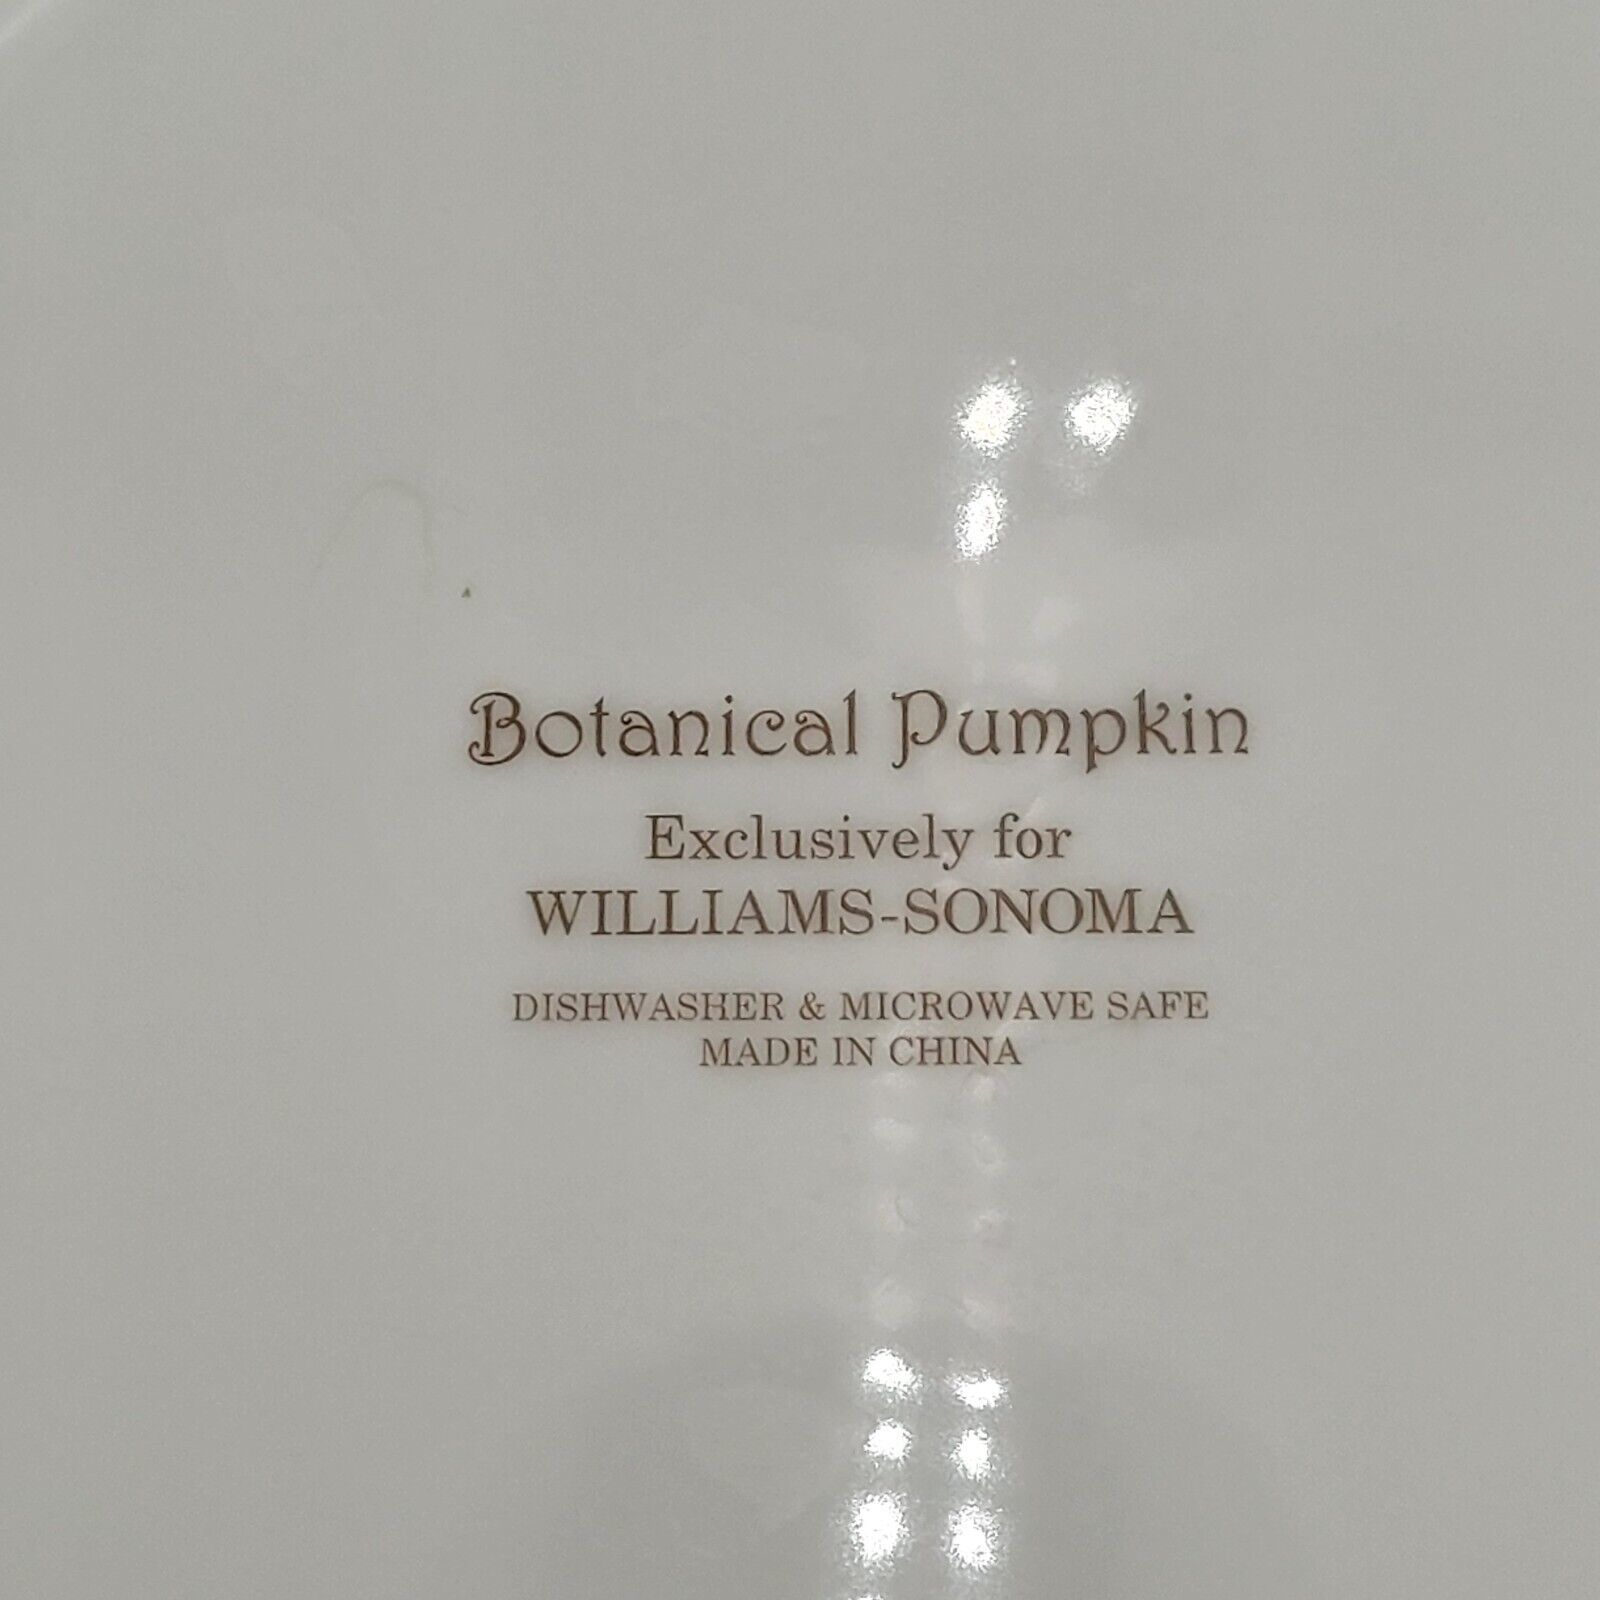 Botanical Pumpkin
Exclusively for
WILLIAMS-SONOMA
DISHWASHER & MICROWAVE SAFE
MADE IN CHINA